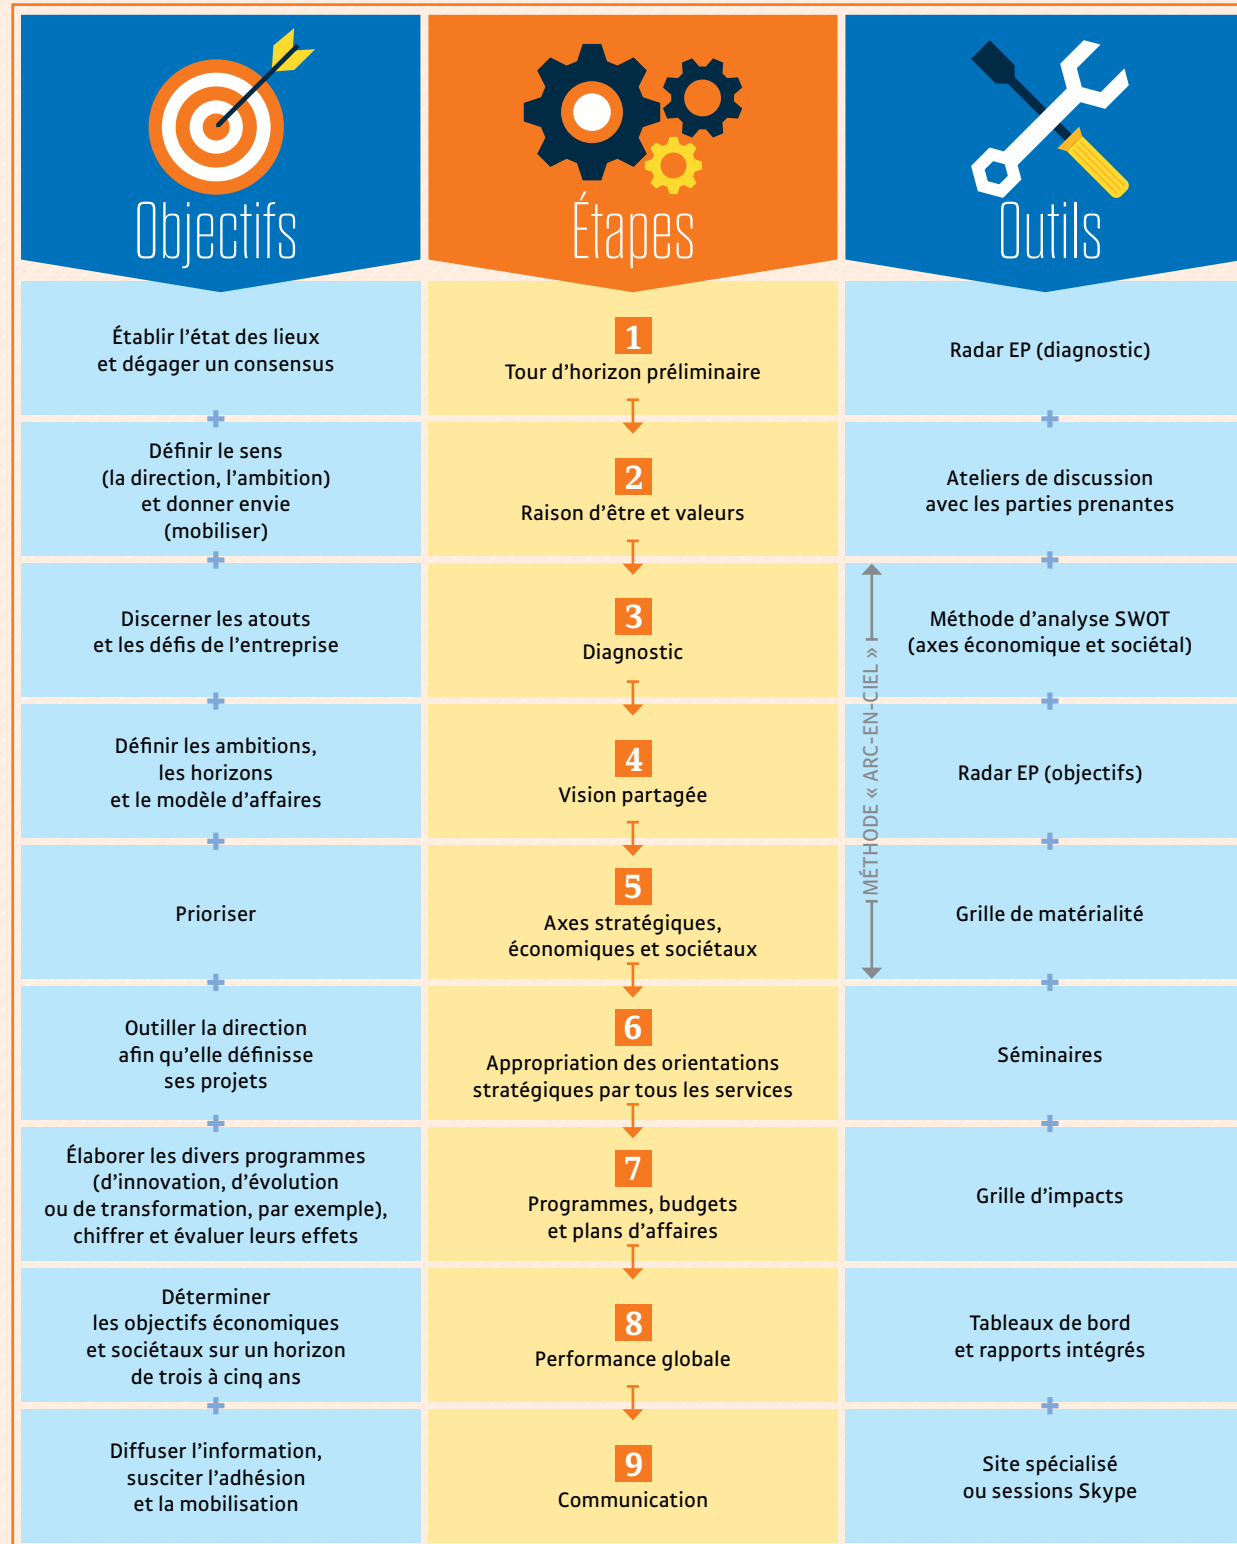 Objectifs
Étapes
Outils
Établir l’état des lieux
et dégager un consensus
1
Tour d’horizon préliminaire
Radar EP (diagnostic)
Définir le sens
(la direction, l’ambition)
et donner envie
(mobiliser)
2
Raison d’être et valeurs
Ateliers de discussion
avec les parties prenantes
Discerner les atouts
et les défis de l’entreprise
3
Diagnostic
MÉTHODE « ARC-EN-CIEL »
Méthode d’analyse SWOT
(axes économique et sociétal)
Définir les ambitions,
les horizons
et le modèle d’affaires
4
Vision partagée
Radar EP (objectifs)
Prioriser
5
Axes stratégiques,
économiques et sociétaux
Grille de matérialité
Outiller la direction
afin qu’elle définisse
ses projets
6
Appropriation des orientations
stratégiques par tous les services
Séminaires
Élaborer les divers programmes
(d’innovation, d’évolution
ou de transformation, par exemple),
chiffrer et évaluer leurs effets
7
Programmes, budgets
et plans d’affaires
Grille d’impacts
Déterminer
les objectifs économiques
et sociétaux sur un horizon
de trois à cinq ans
8
Performance globale
Tableaux de bord
et rapports intégrés
Diffuser l’information,
susciter l’adhésion
et la mobilisation
9
Communication
Site spécialisé
ou sessions Skype